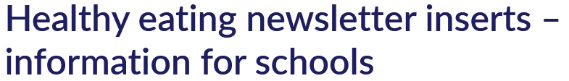 Healthy eating newsletter inserts –
information for schools